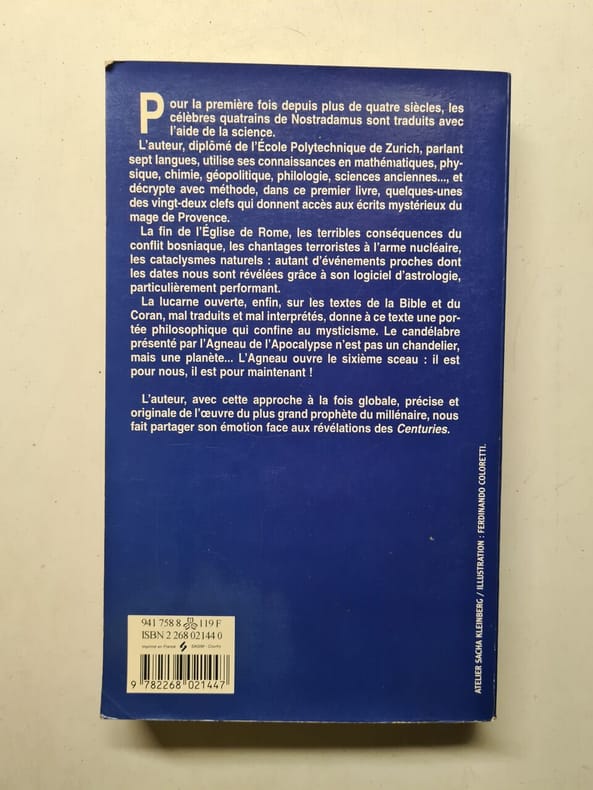 Pour la première fois depuis plus de quatre siècles, les
célèbres quatrains de Nostradamus sont traduits avec
l'aide de la science.
L'auteur, diplômé de l'École Polytechnique de Zurich, parlant
sept langues, utilise ses connaissances en mathématiques, phy-
sique, chimie, géopolitique, philologie, sciences anciennes..., et
décrypte avec méthode, dans ce premier livre, quelques-unes
des vingt-deux clefs qui donnent accès aux écrits mystérieux du
mage de Provence.
La fin de l'Église de Rome, les terribles conséquences du
conflit bosniaque, les chantages terroristes à l'arme nucléaire,
les cataclysmes naturels : autant d'événements proches dont
les dates nous sont révélées grâce à son logiciel d'astrologie,
particulièrement performant.
La lucarne ouverte, enfin, sur les textes de la Bible et du
Coran, mal traduits et mal interprétés, donne à ce texte une por-
tée philosophique qui confine au mysticisme. Le candélabre
présenté par l'Agneau de l'Apocalypse n'est pas un chandelier,
mais une planète... L'Agneau ouvre le sixième sceau : il est
pour nous, il est pour maintenant !
L'auteur, avec cette approche à la fois globale, précise et
originale de l'œuvre du plus grand prophète du millénaire, nous
fait partager son émotion face aux révélations des Centuries.
ATELIER SACHA KLEINBERG / ILLUSTRATION : FERDINANDO COLORETTI.
941 758 8 119 F
ISBN 2 268 02144 0
Imprimé en France
9 782268 021447